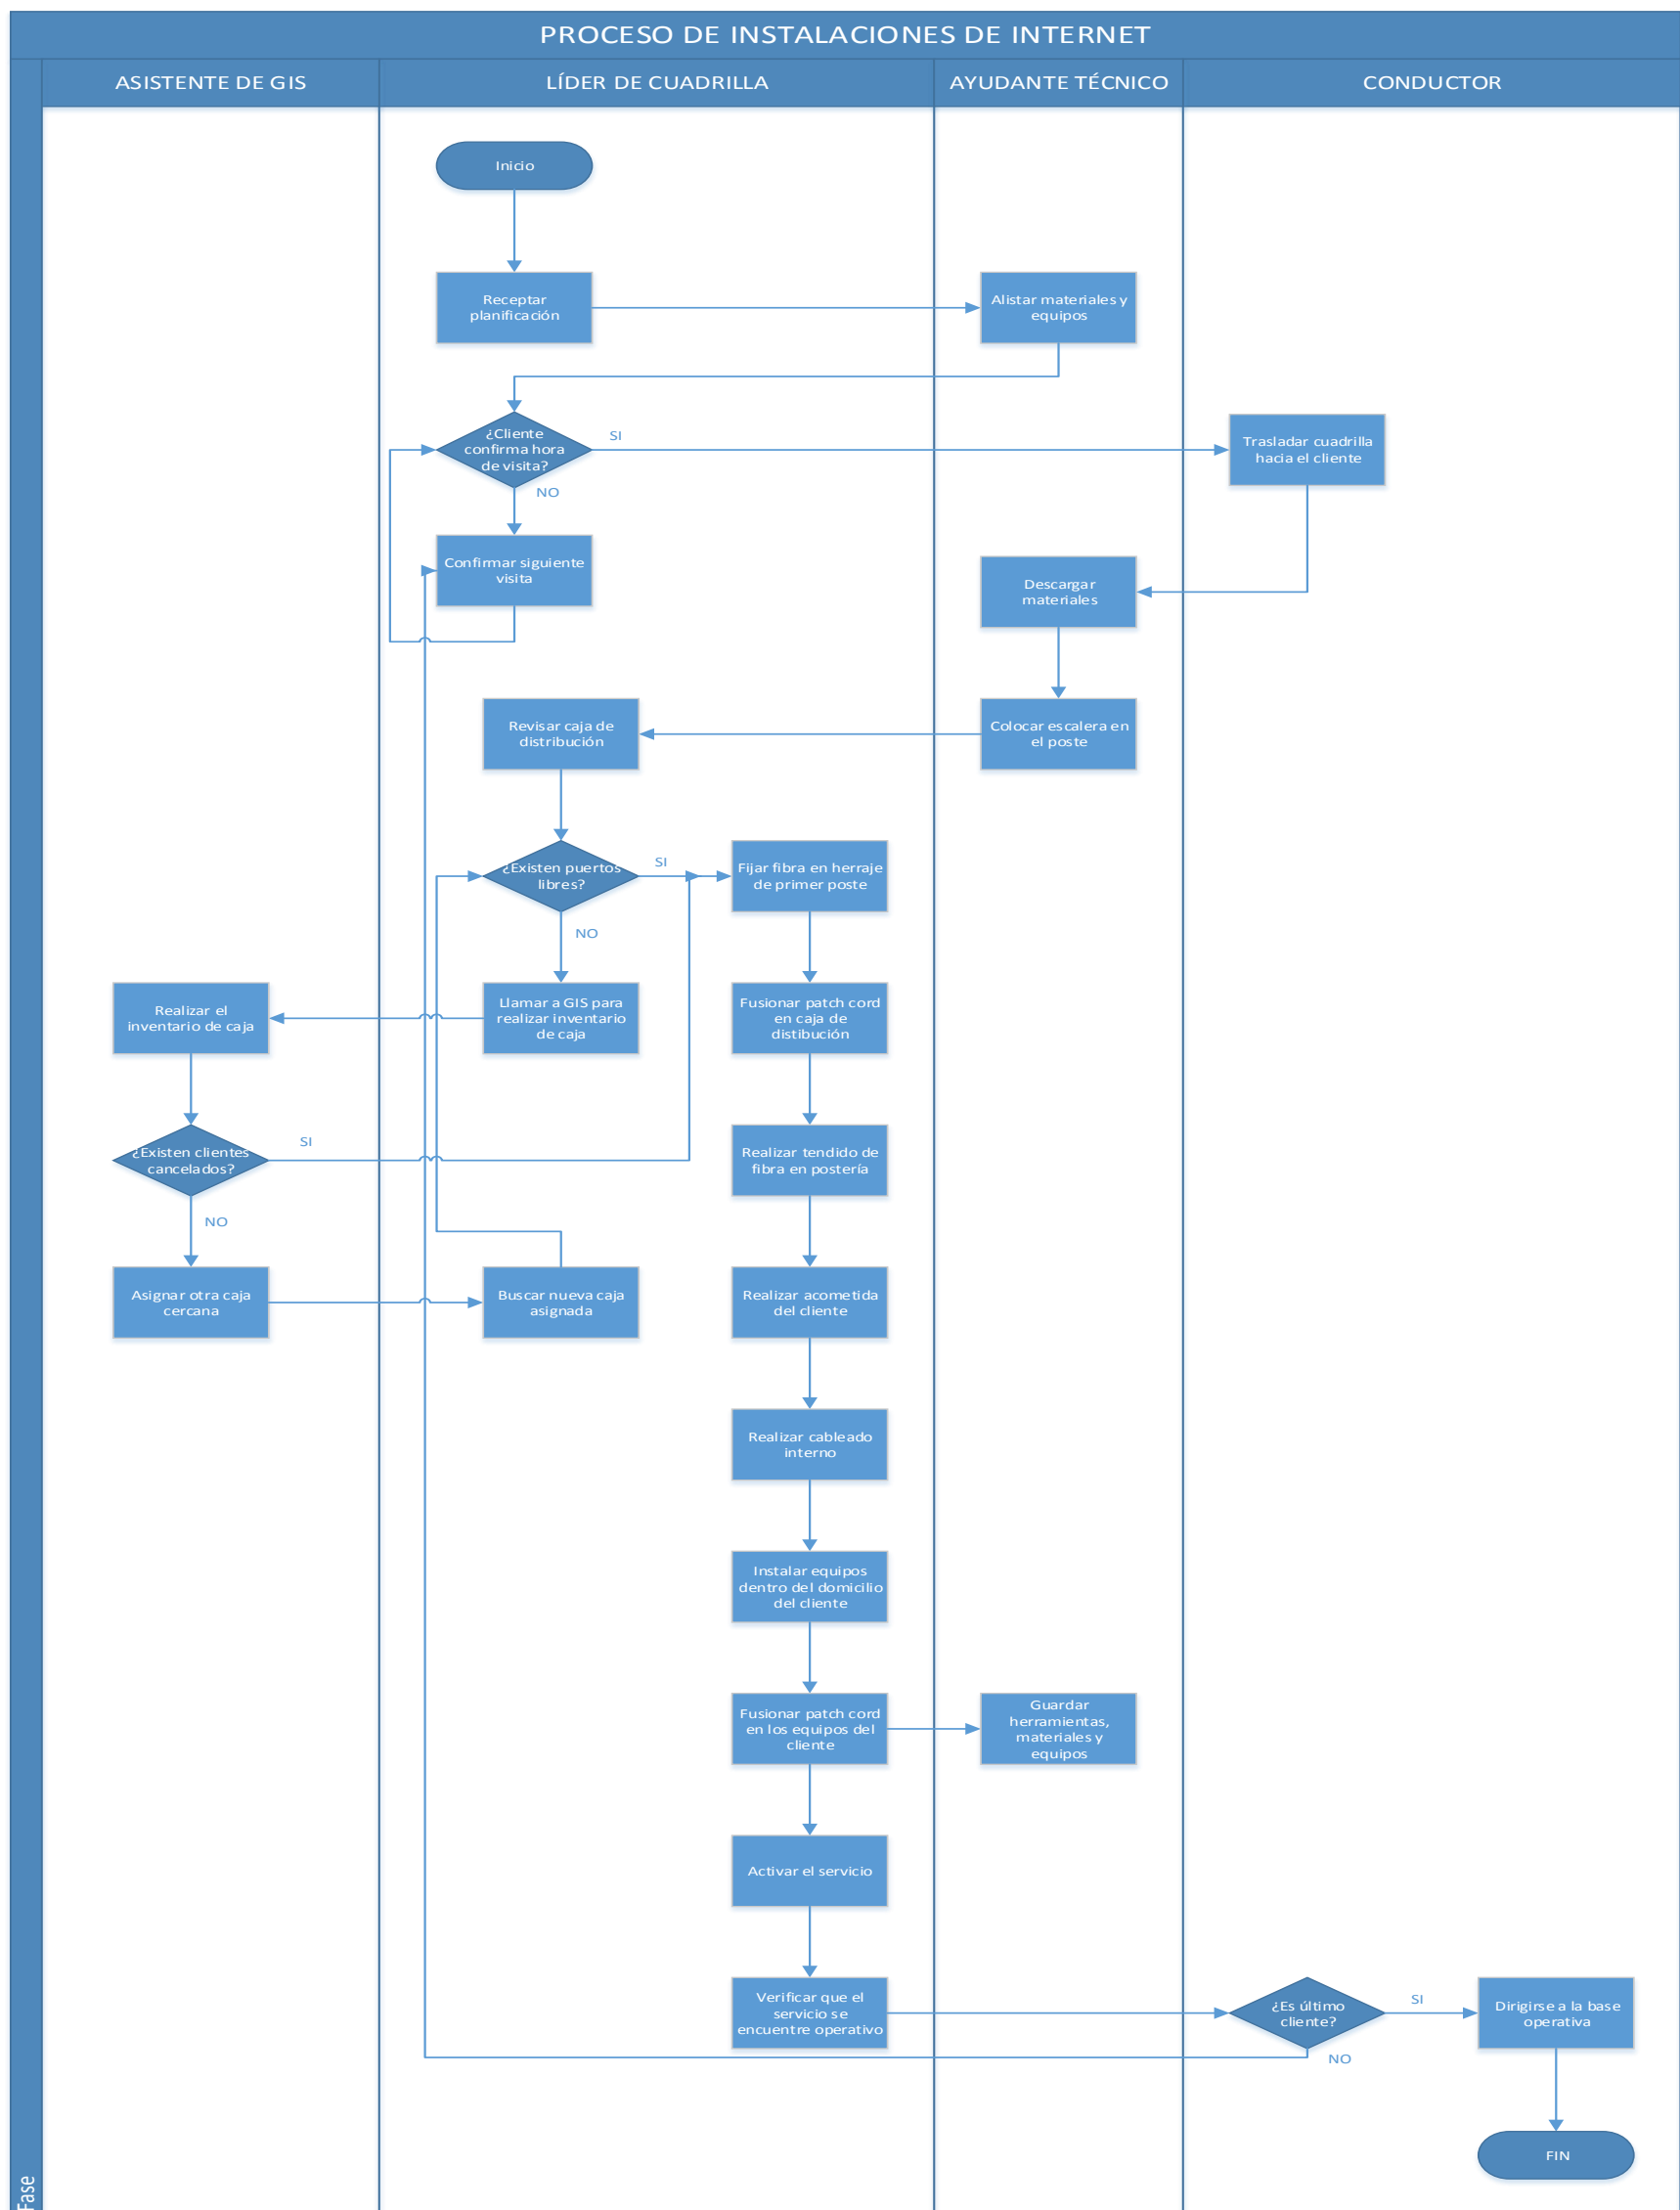 PROCESO DE INSTALACIONES DE INTERNET
ASISTENTE DE GIS
LÍDER DE CUADRILLA
AYUDANTE TÉCNICO
CONDUCTOR
Inicio
Receptar
planificación
Alistar materiales y
equipos
¿Cliente
confirma hora
de visita?
SI
Trasladar cuadrilla
hacia el cliente
NO
Confirmar siguiente
visita
Descargar
materiales
Revisar caja de
distribución
Colocar escalera en
el poste
¿Existen puertos
libres?
SI
Fijar fibra en herraje
de primer poste
NO
Realizar el
inventario de caja
Llamar a GIS para
realizar inventario
de caja
Fusionar patch cord
en caja de
distibución
¿Existen clientes
cancelados?
SI
Realizar tendido de
fibra en postería
NO
Asignar otra caja
cercana
Buscar nueva caja
asignada
Realizar acometida
del cliente
Realizar cableado
interno
Instalar equipos
dentro del domicilio
del cliente
Fusionar patch cord
en los equipos del
cliente
Guardar
herramientas,
materiales y
equipos
Activar el servicio
Verificar que el
servicio se
encuentre operativo
¿Es último
cliente?
SI
Dirigirse a la base
operativa
NO
FIN
Fase